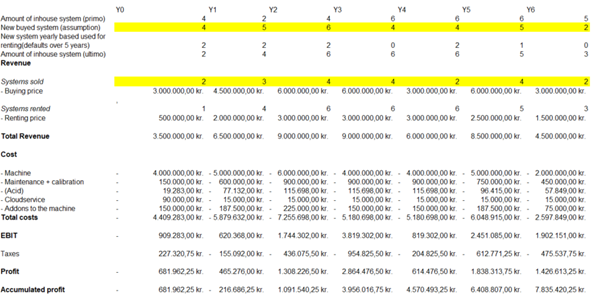 Y0 Y1 Y2 Y3 Y4 Y5 Y6
Amount of inhouse system (primo) 4 2 4 6 6 6 5
New buyed system (assumption) 4 5 6 4 4 5 2
New system yearly based used for
renting(defaults over 5 years) 2 2 2 0 2 1 0
Amount of inhouse system (ultimo) 2 4 6 6 6 5 3
Revenue
Systems sold 2 3 4 4 2 4 2
- Buying price 3.000.000,00 kr. 4.500.000,00 kr. 6.000.000,00 kr. 6.000.000,00 kr. 3.000.000,00 kr. 6.000.000,00 kr. 3.000.000,00 kr.
Systems rented 1 4 6 6 6 5 3
- Renting price 500.000,00 kr. 2.000.000,00 kr. 3.000.000,00 kr. 3.000.000,00 kr. 3.000.000,00 kr. 2.500.000,00 kr. 1.500.000,00 kr.
Total Revenue 3.500.000,00 kr. 6.500.000,00 kr. 9.000.000,00 kr. 9.000.000,00 kr. 6.000.000,00 kr. 8.500.000,00 kr. 4.500.000,00 kr.
Cost
- Machine - 4.000.000,00 kr. - 5.000.000,00 kr. - 6.000.000,00 kr. - 4.000.000,00 kr. - 4.000.000,00 kr. - 5.000.000,00 kr. - 2.000.000,00 kr.
- Maintenance + calibration - 150.000,00 kr. - 600.000,00 kr. - 900.000,00 kr. - 900.000,00 kr. - 900.000,00 kr. - 750.000,00 kr. - 450.000,00 kr.
- (Acid) - 19.283,00 kr. - 77.132,00 kr. - 115.698,00 kr. - 115.698,00 kr. - 115.698,00 kr. - 96.415,00 kr. - 57.849,00 kr.
- Cloudservice - 90.000,00 kr. - 15.000,00 kr. - 15.000,00 kr. - 15.000,00 kr. - 15.000,00 kr. - 15.000,00 kr. - 15.000,00 kr.
- Addons to the machine - 150.000,00 kr. - 187.500,00 kr. - 225.000,00 kr. - 150.000,00 kr. - 150.000,00 kr. - 187.500,00 kr. - 75.000,00 kr.
Total costs - 4.409.283,00 kr. - 5.879.632,00 kr. - 7.255.698,00 kr. - 5.180.698,00 kr. - 5.180.698,00 kr. - 6.048.915,00 kr. - 2.597.849,00 kr.
EBIT - 909.283,00 kr. 620.368,00 kr. 1.744.302,00 kr. 3.819.302,00 kr. 819.302,00 kr. 2.451.085,00 kr. 1.902.151,00 kr.
Taxes 227.320,75 kr. - 155.092,00 kr. - 436.075,50 kr. - 954.825,50 kr. - 204.825,50 kr. - 612.771,25 kr. - 475.537,75 kr.
Profit - 681.962,25 kr. 465.276,00 kr. 1.308.226,50 kr. 2.864.476,50 kr. 614.476,50 kr. 1.838.313,75 kr. 1.426.613,25 kr.
Accumulated profit - 681.962,25 kr. - 216.686,25 kr. 1.091.540,25 kr. 3.956.016,75 kr. 4.570.493,25 kr. 6.408.807,00 kr. 7.835.420,25 kr.